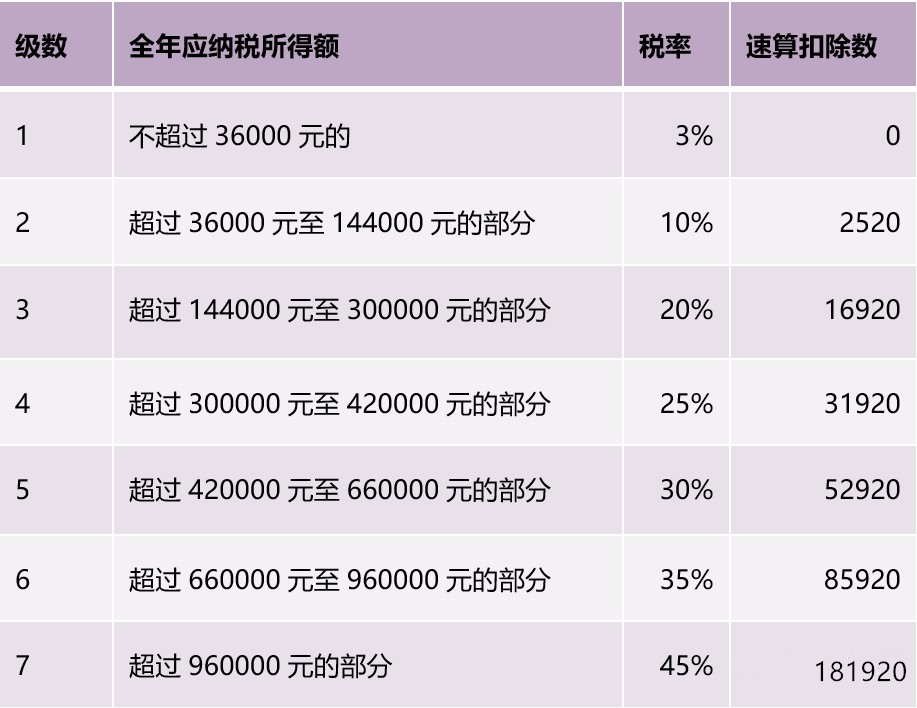 级数 全年应纳税所得额 税率 速算扣除数
1 不超过 36000 元的 3% 0
2 超过 36000 元至 144000 元的部分 10% 2520
3 超过 144000 元至 300000 元的部分 20% 16920
4 超过 300000 元至 420000 元的部分 25% 31920
5 超过 420000 元至 660000 元的部分 30% 52920
6 超过 660000 元至 960000 元的部分 35% 85920
7 超过 960000 元的部分 45% 181920